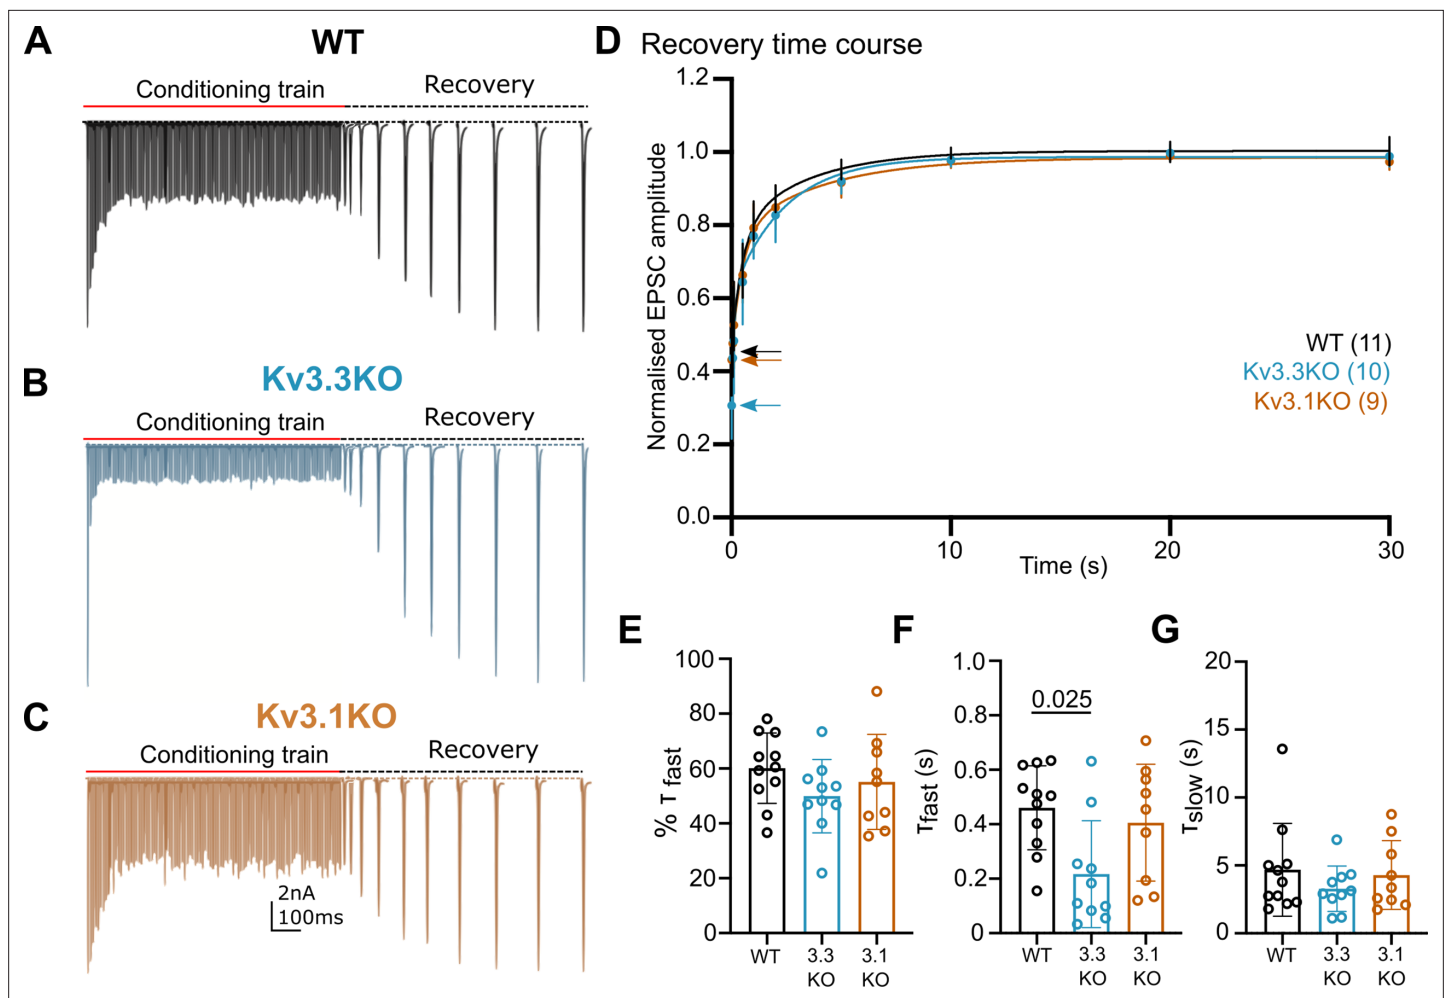 A
WT
Conditioning train
Recovery
B
Kv3.3KO
Conditioning train
Recovery
C
Kv3.1KO
Conditioning train
Recovery
2nA
100ms
D Recovery time course
Normalised EPSC amplitude
1.2
1.0
0.8
0.6
0.4
0.2
0.0
0
10
20
30
Time (s)
WT (11)
Kv3.3KO (10)
Kv3.1KO (9)
E
% τ fast
100
80
60
40
20
0
WT
3.3
KO
3.1
KO
F
τfast (s)
1.0
0.8
0.6
0.4
0.2
0
0.025
WT
3.3
KO
3.1
KO
G
τslow (s)
20
15
10
5
0
WT
3.3
KO
3.1
KO